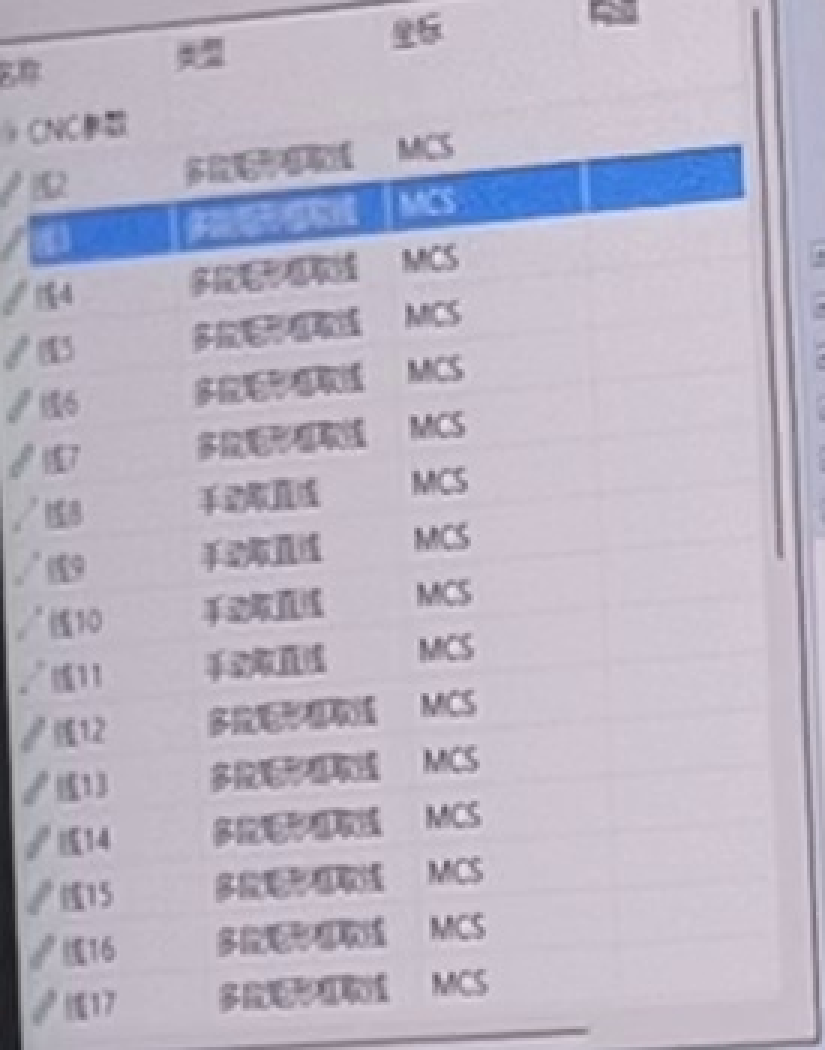 名称 类型 坐标
CNC参数
线2 多段矩形框取线 MCS
线3 多段矩形框取线 MCS
线4 多段矩形框取线 MCS
线5 多段矩形框取线 MCS
线6 多段矩形框取线 MCS
线7 多段矩形框取线 MCS
线8 手动取直线 MCS
线9 手动取直线 MCS
线10 手动取直线 MCS
线11 手动取直线 MCS
线12 多段矩形框取线 MCS
线13 多段矩形框取线 MCS
线14 多段矩形框取线 MCS
线15 多段矩形框取线 MCS
线16 多段矩形框取线 MCS
线17 多段矩形框取线 MCS